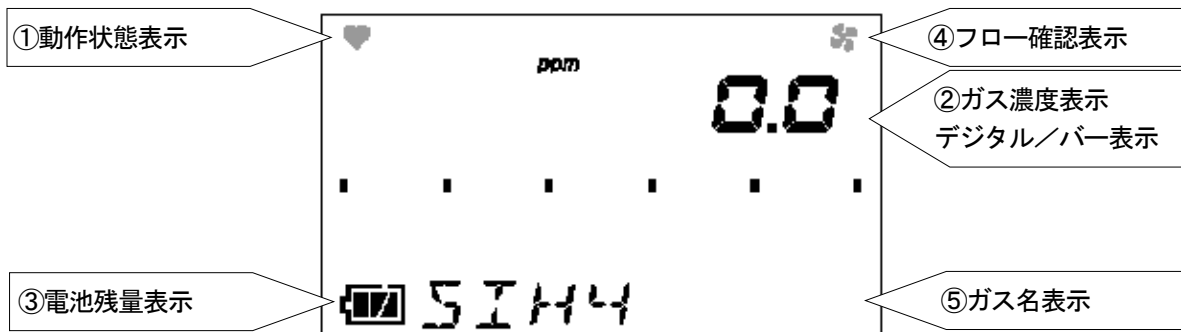 ①動作状態表示
④フロー確認表示
ppm
0.0
②ガス濃度表示
デジタル／バー表示
③電池残量表示
SIH4
⑤ガス名表示